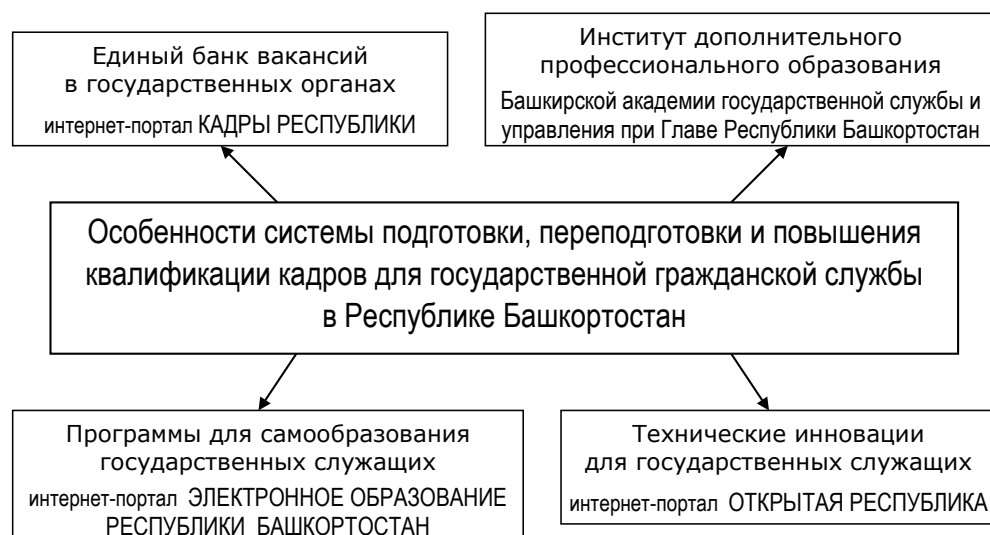 Единый банк вакансий
в государственных органах
интернет-портал КАДРЫ РЕСПУБЛИКИ
Институт дополнительного
профессионального образования
Башкирской академии государственной службы и
управления при Главе Республики Башкортостан
Особенности системы подготовки, переподготовки и повышения
квалификации кадров для государственной гражданской службы
в Республике Башкортостан
Программы для самообразования
государственных служащих
интернет-портал ЭЛЕКТРОННОЕ ОБРАЗОВАНИЕ
РЕСПУБЛИКИ БАШКОРТОСТАН
Технические инновации
для государственных служащих
интернет-портал ОТКРЫТАЯ РЕСПУБЛИКА